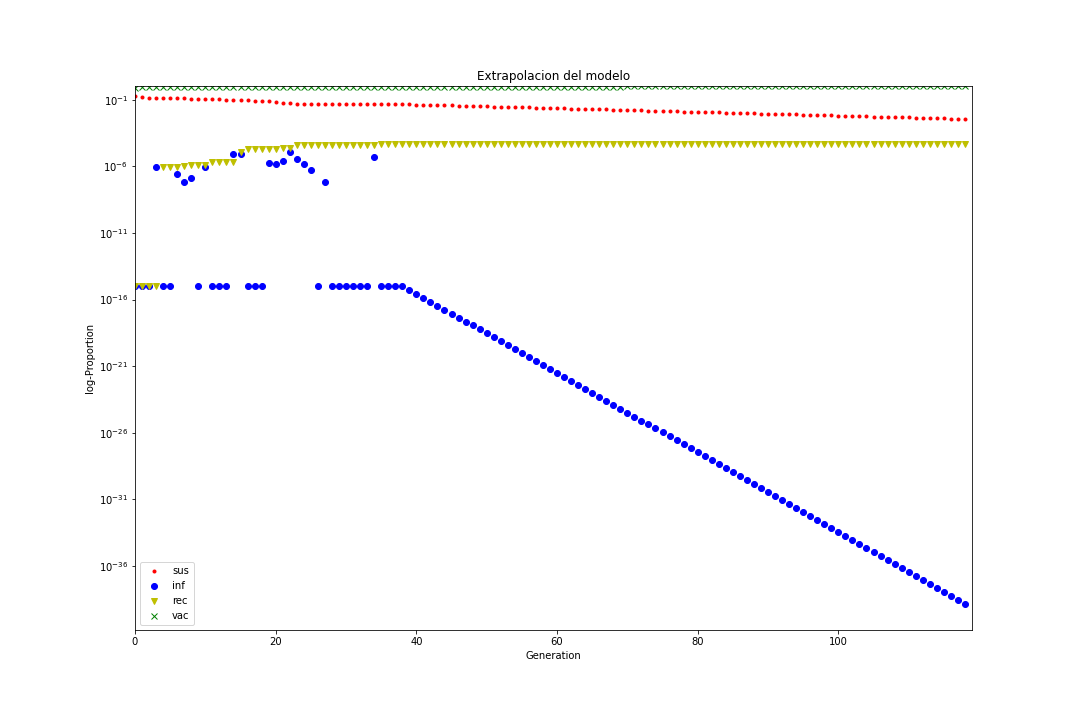 Extrapolacion del modelo
10⁻¹
10⁻⁶
10⁻¹¹
10⁻¹⁶
10⁻²¹
10⁻²⁶
10⁻³¹
10⁻³⁶
log-Proportion
sus
inf
rec
vac
0 20 40 60 80 100
Generation